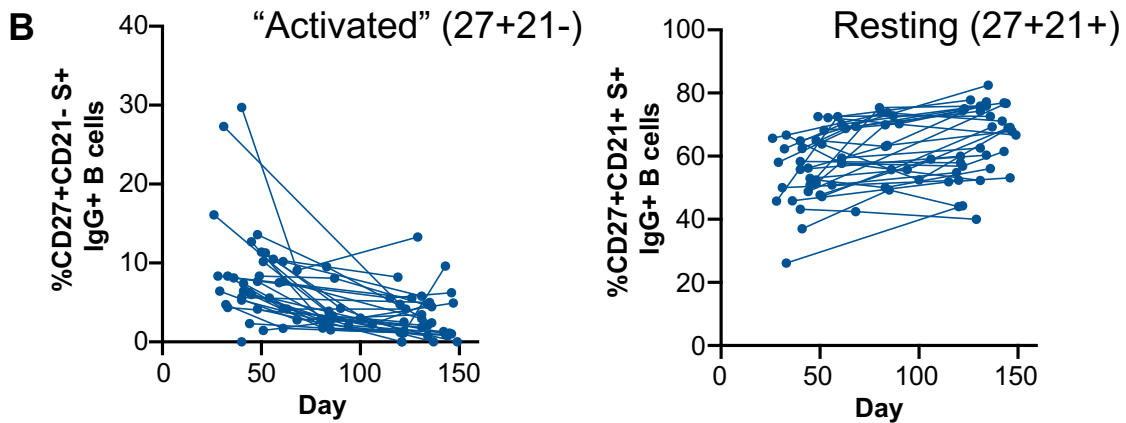 B
“Activated” (27+21-)
%CD27+CD21- S+
IgG+ B cells
40
30
20
10
0
0 50 100 150
Day
Resting (27+21+)
%CD27+CD21+ S+
IgG+ B cells
100
80
60
40
20
0
0 50 100 150
Day